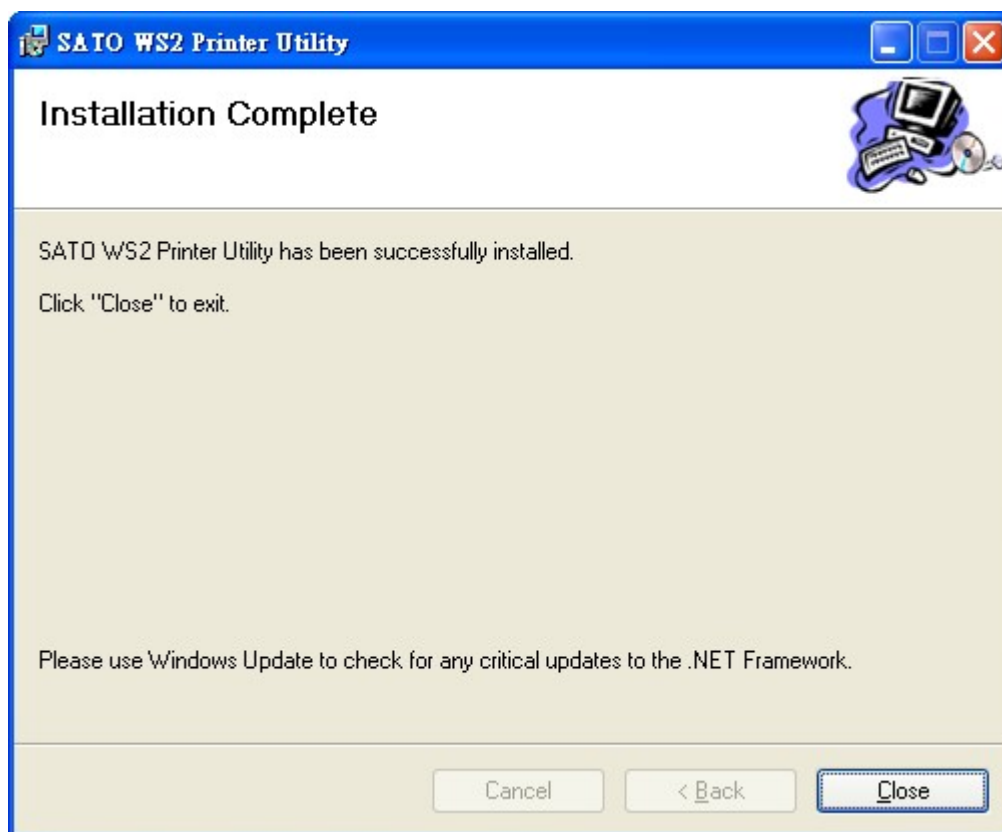 SATO WS2 Printer Utility
Installation Complete
SATO WS2 Printer Utility has been successfully installed.
Click "Close" to exit.
Please use Windows Update to check for any critical updates to the .NET Framework.
Cancel
< Back
Close